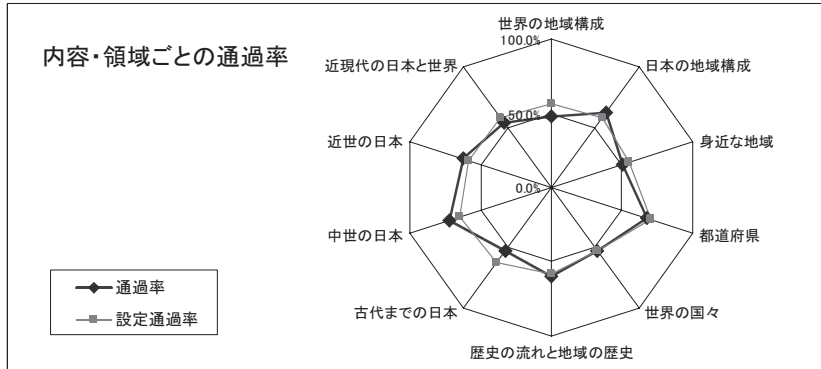 内容・領域ごとの通過率
世界の地域構成
100.0%
日本の地域構成
近現代の日本と世界
50.0%
身近な地域
近世の日本
0.0%
都道府県
中世の日本
世界の国々
古代までの日本
歴史の流れと地域の歴史
通過率
設定通過率